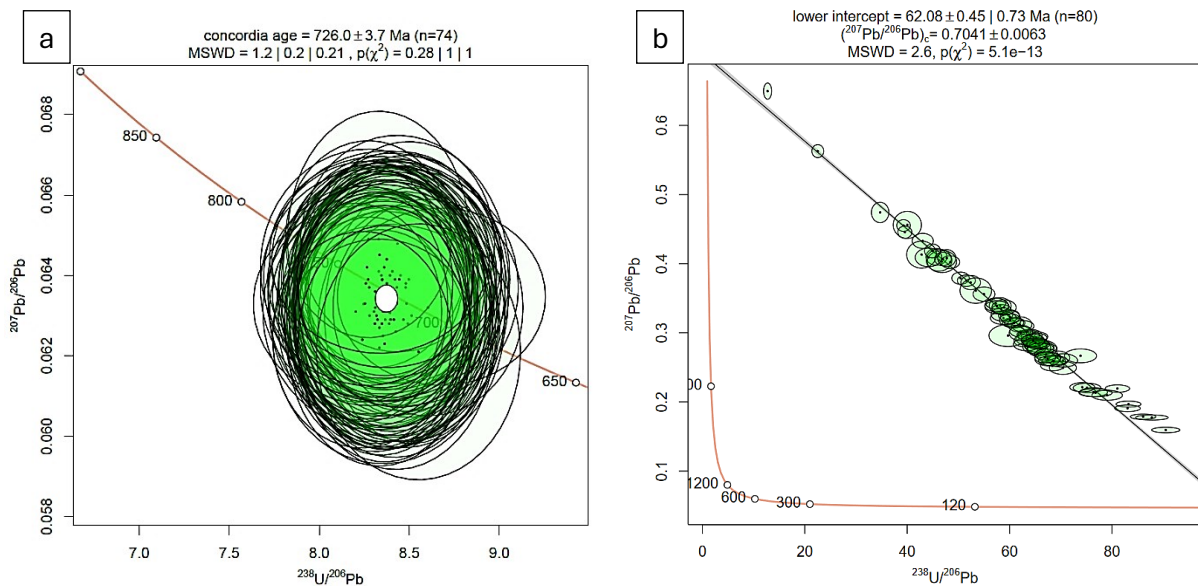 a
concordia age = 726.0 ± 3.7 Ma (n=74)
MSWD = 1.2 | 0.2 | 0.21 , p(χ²) = 0.28 | 1 | 1
0.068
0.066
0.064
0.062
0.060
0.058
²⁰⁷Pb/²⁰⁶Pb
850
800
700
650
7.0
7.5
8.0
8.5
9.0
²³⁸U/²⁰⁶Pb
b
lower intercept = 62.08 ± 0.45 | 0.73 Ma (n=80)
(²⁰⁷Pb/²⁰⁶Pb)c= 0.7041 ± 0.0063
MSWD = 2.6, p(χ²) = 5.1e−13
0.6
0.5
0.4
0.3
0.2
0.1
²⁰⁷Pb/²⁰⁶Pb
1200
600
300
120
0
20
40
60
80
²³⁸U/²⁰⁶Pb